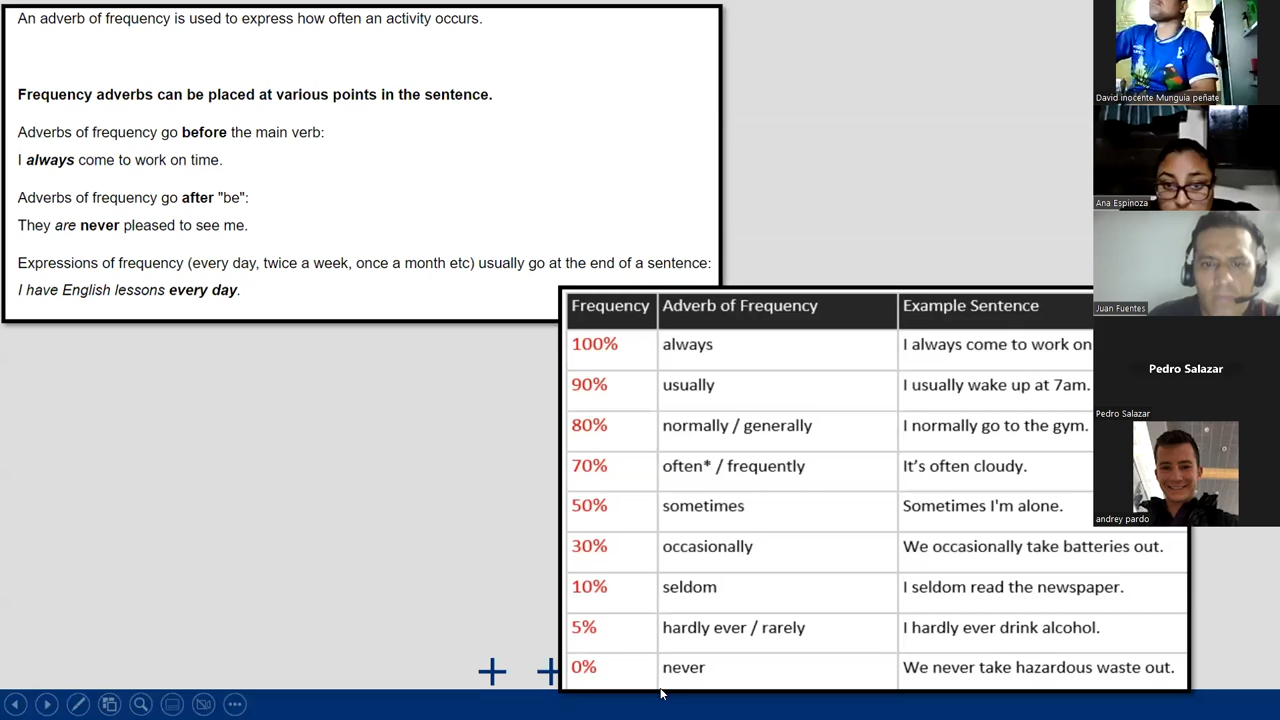 An adverb of frequency is used to express how often an activity occurs.
Frequency adverbs can be placed at various points in the sentence.
Adverbs of frequency go before the main verb:
I always come to work on time.
Adverbs of frequency go after "be":
They are never pleased to see me.
Expressions of frequency (every day, twice a week, once a month etc) usually go at the end of a sentence:
I have English lessons every day.
Frequency Adverb of Frequency Example Sentence
100% always I always come to work on
90% usually I usually wake up at 7am.
80% normally / generally I normally go to the gym.
70% often* / frequently It's often cloudy.
50% sometimes Sometimes I'm alone.
30% occasionally We occasionally take batteries out.
10% seldom I seldom read the newspaper.
5% hardly ever / rarely I hardly ever drink alcohol.
0% never We never take hazardous waste out.
David inocente Munguia peñate
Ana Espinoza
Juan Fuentes
Pedro Salazar
Pedro Salazar
andrey pardo